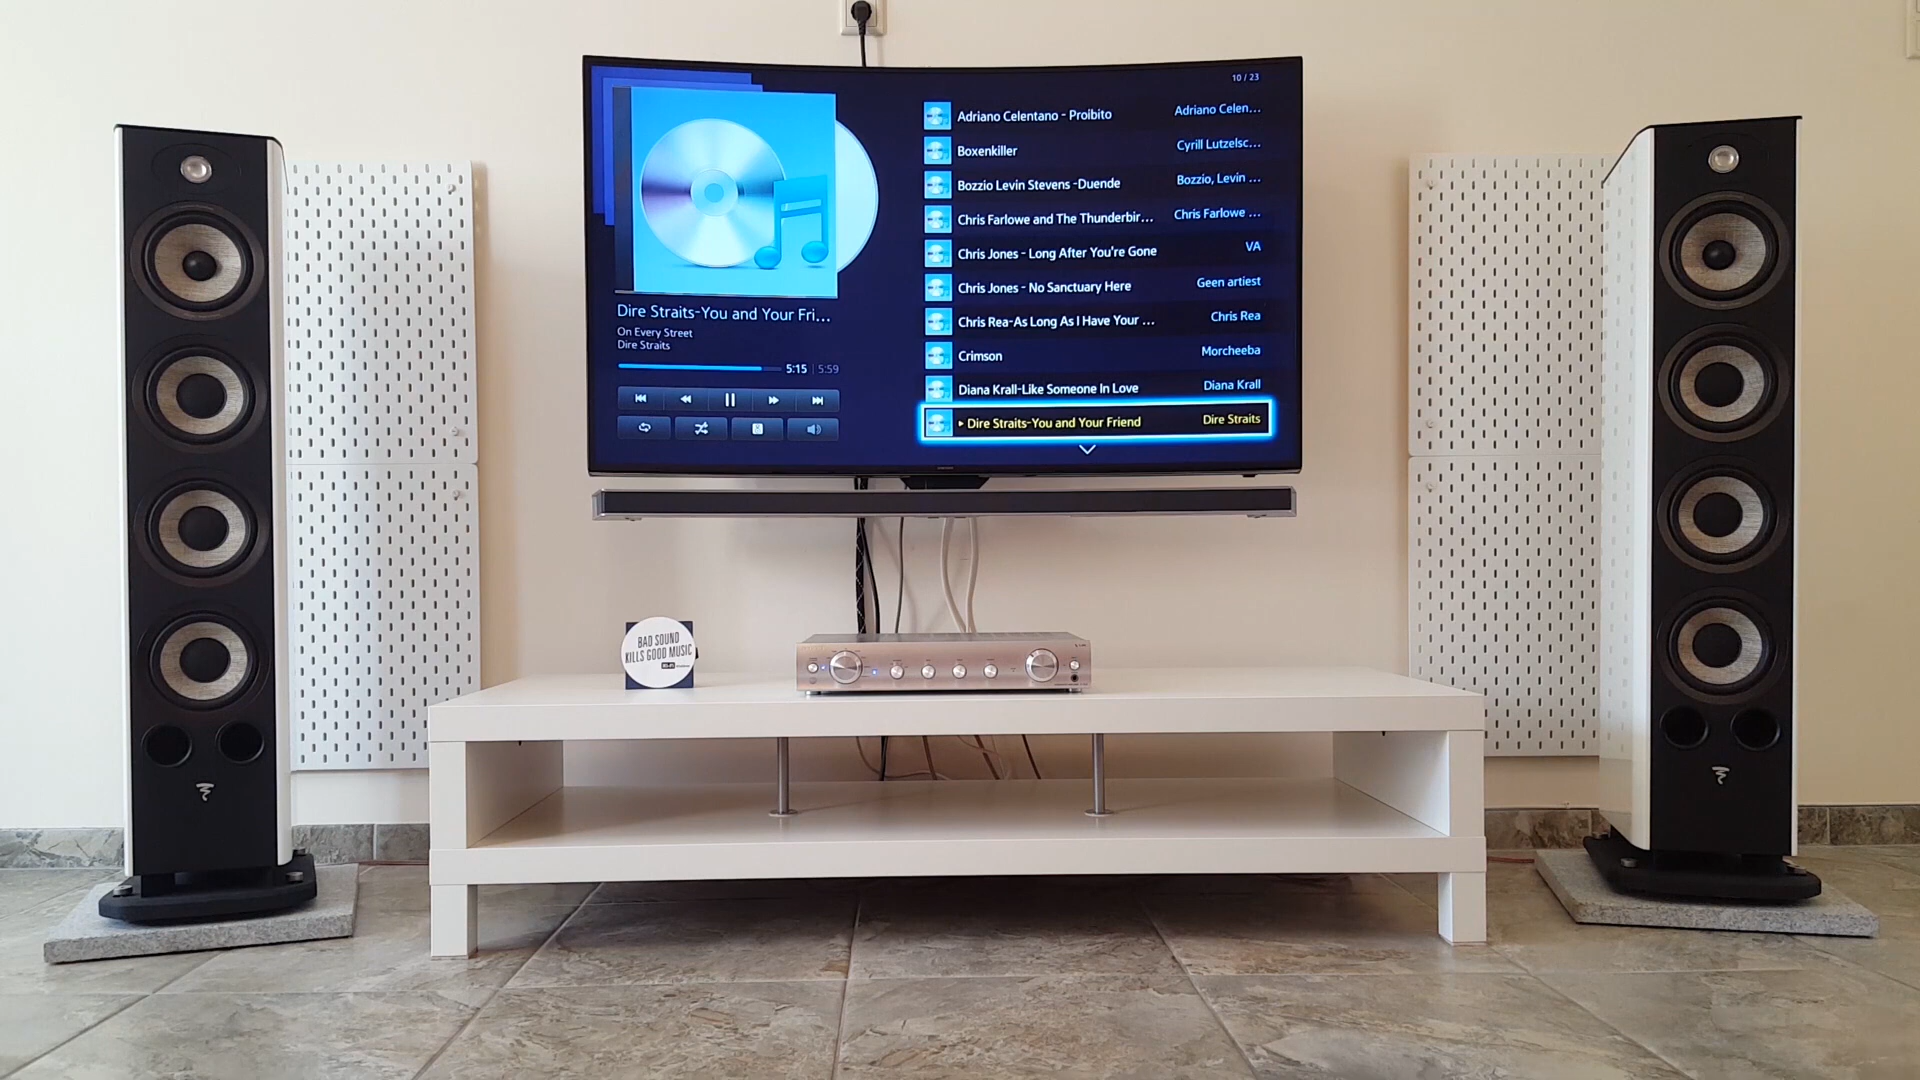 10 / 23
Adriano Celentano - Proibito Adriano Celen...
Boxenkiller Cyrill Lutzelsc...
Bozzio Levin Stevens -Duende Bozzio, Levin ...
Chris Farlowe and The Thunderbir... Chris Farlowe ...
Chris Jones - Long After You're Gone VA
Chris Jones - No Sanctuary Here Geen artiest
Chris Rea-As Long As I Have Your ... Chris Rea
Crimson Morcheeba
Diana Krall-Like Someone In Love Diana Krall
Dire Straits-You and Your Friend Dire Straits
Dire Straits-You and Your Fri...
On Every Street
Dire Straits
5:15 | 5:59
BAD SOUND
KILLS GOOD MUSIC